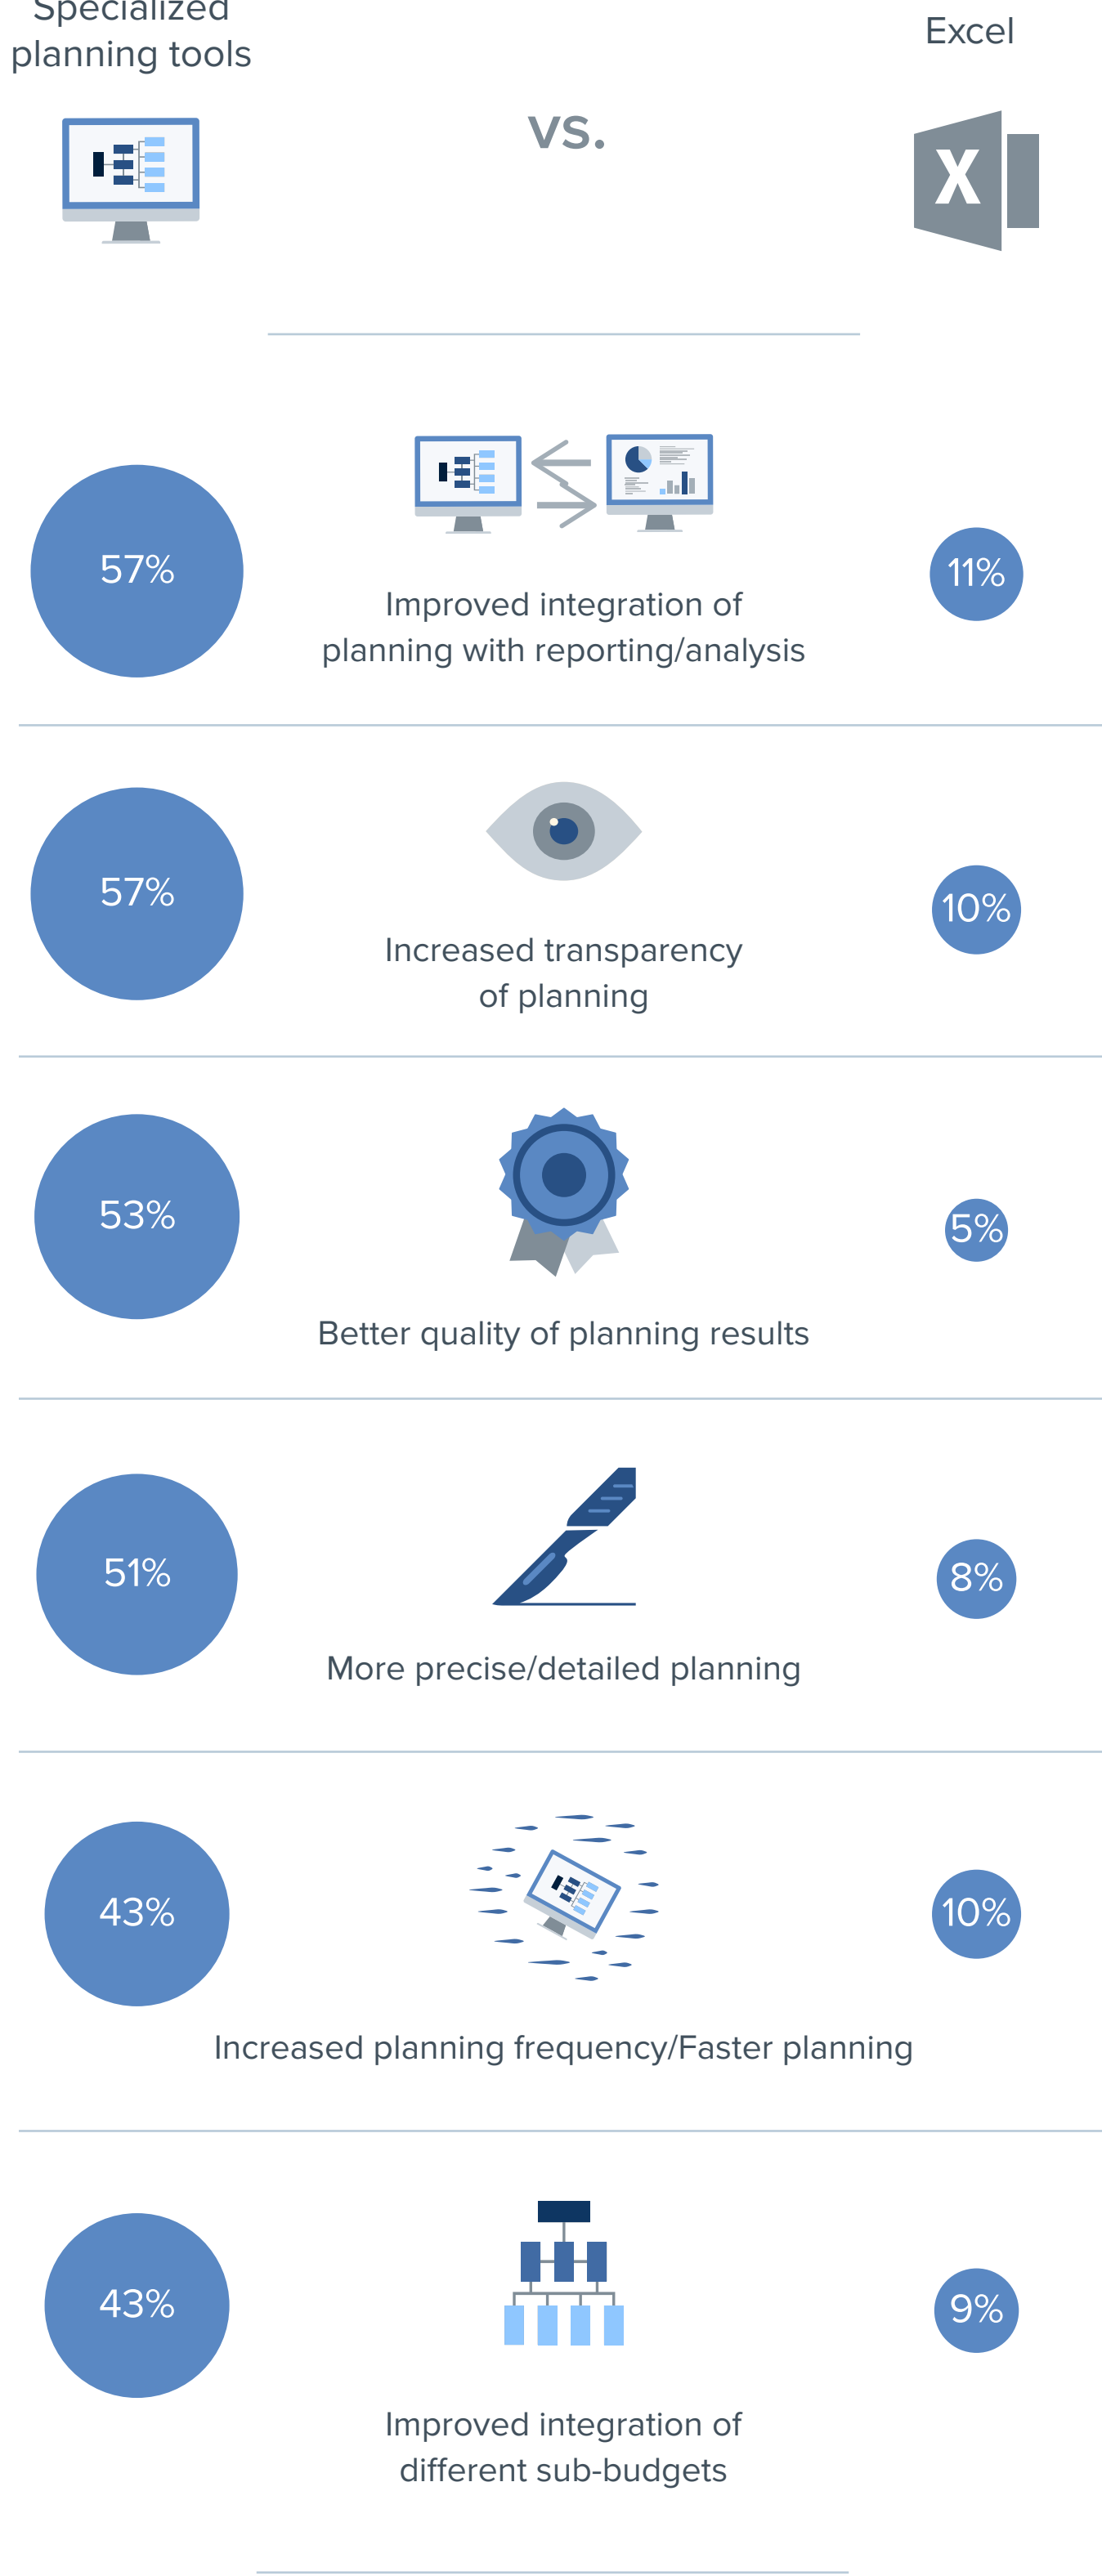 Specialized
planning tools
vs.
Excel
X
57%
Improved integration of
planning with reporting/analysis
11%
57%
Increased transparency
of planning
10%
53%
Better quality of planning results
5%
51%
More precise/detailed planning
8%
43%
Increased planning frequency/Faster planning
10%
43%
Improved integration of
different sub-budgets
9%